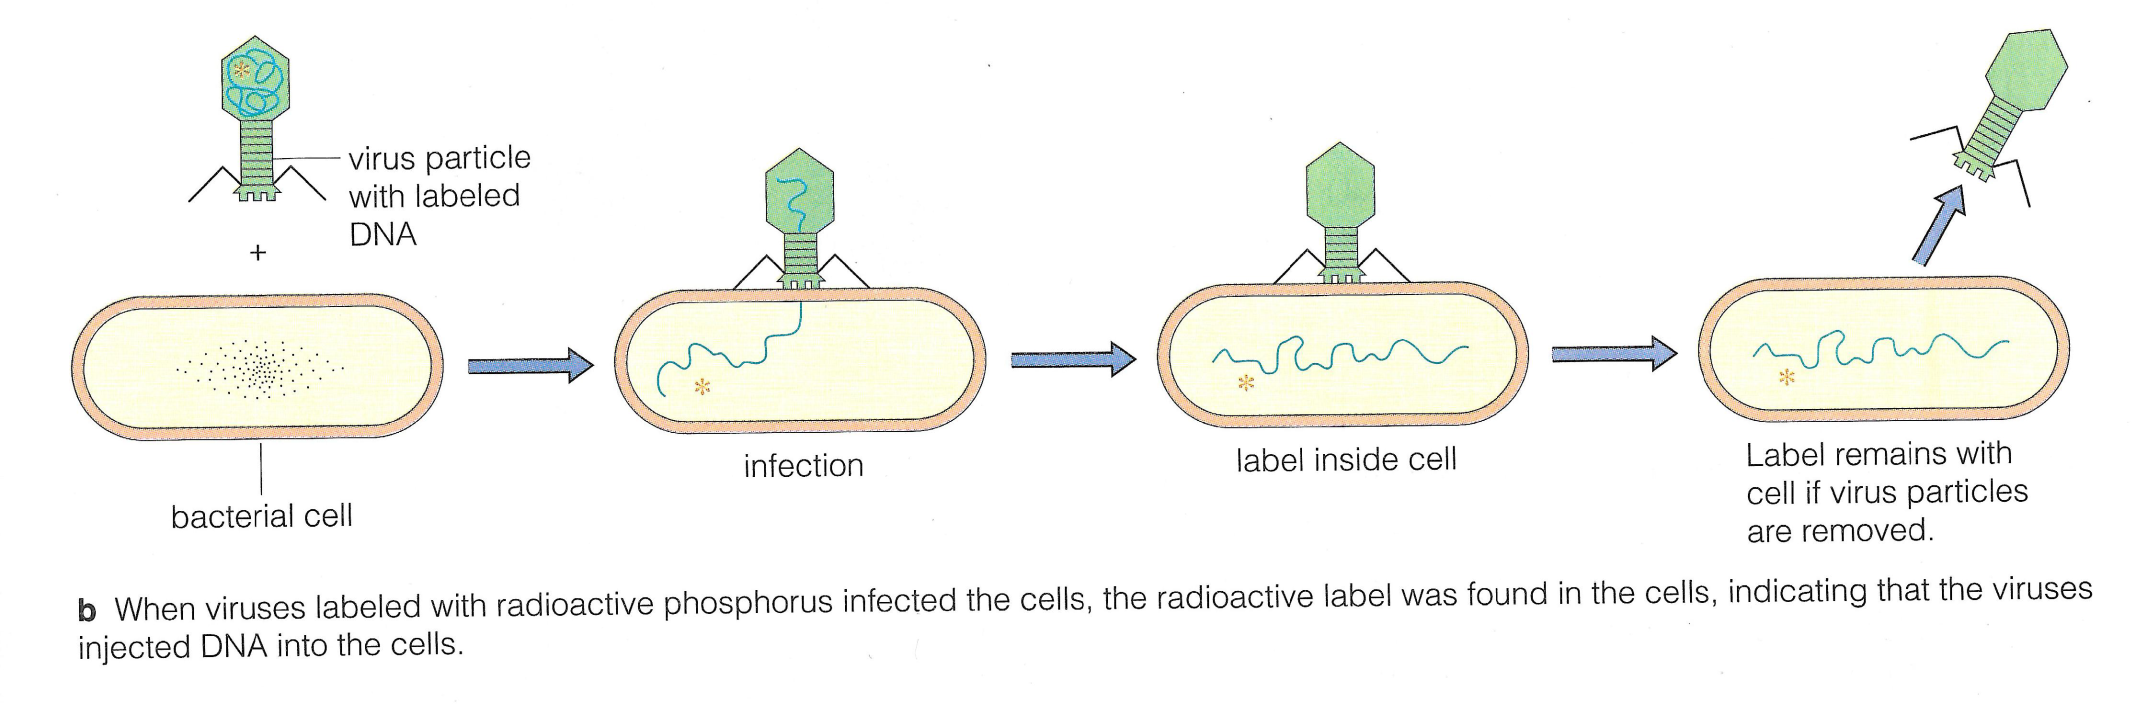 virus particle
with labeled
DNA
+
bacterial cell
infection
label inside cell
Label remains with
cell if virus particles
are removed.
b When viruses labeled with radioactive phosphorus infected the cells, the radioactive label was found in the cells, indicating that the viruses
injected DNA into the cells.